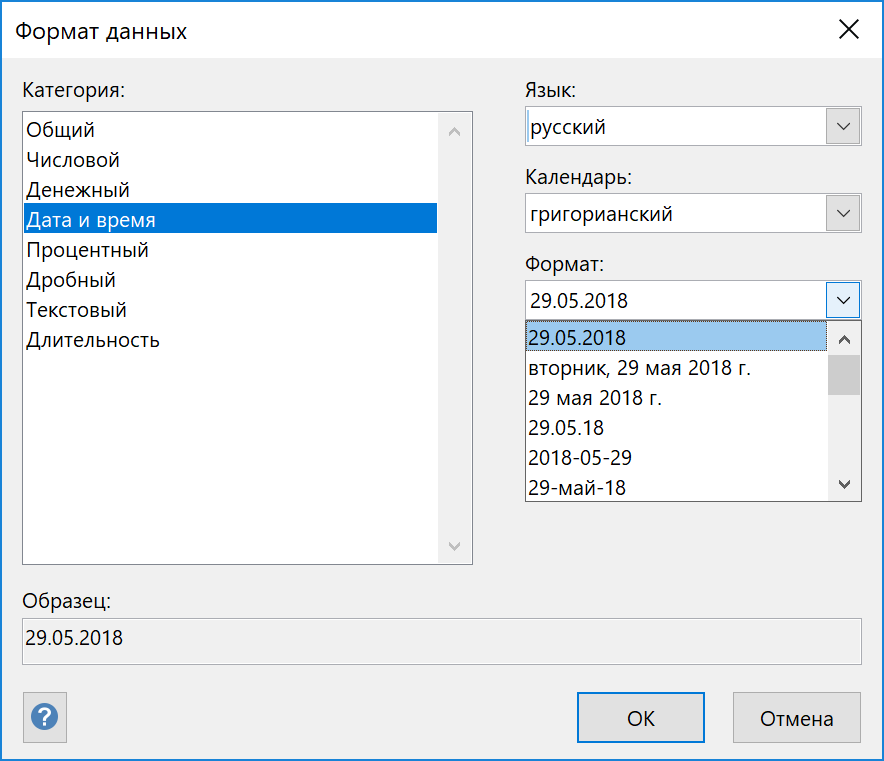 Формат данных
Категория:
Общий
Числовой
Денежный
Дата и время
Процентный
Дробный
Текстовый
Длительность
Язык:
русский
Календарь:
григорианский
Формат:
29.05.2018
29.05.2018
вторник, 29 мая 2018 г.
29 мая 2018 г.
29.05.18
2018-05-29
29-май-18
Образец:
29.05.2018
?
ОК
Отмена